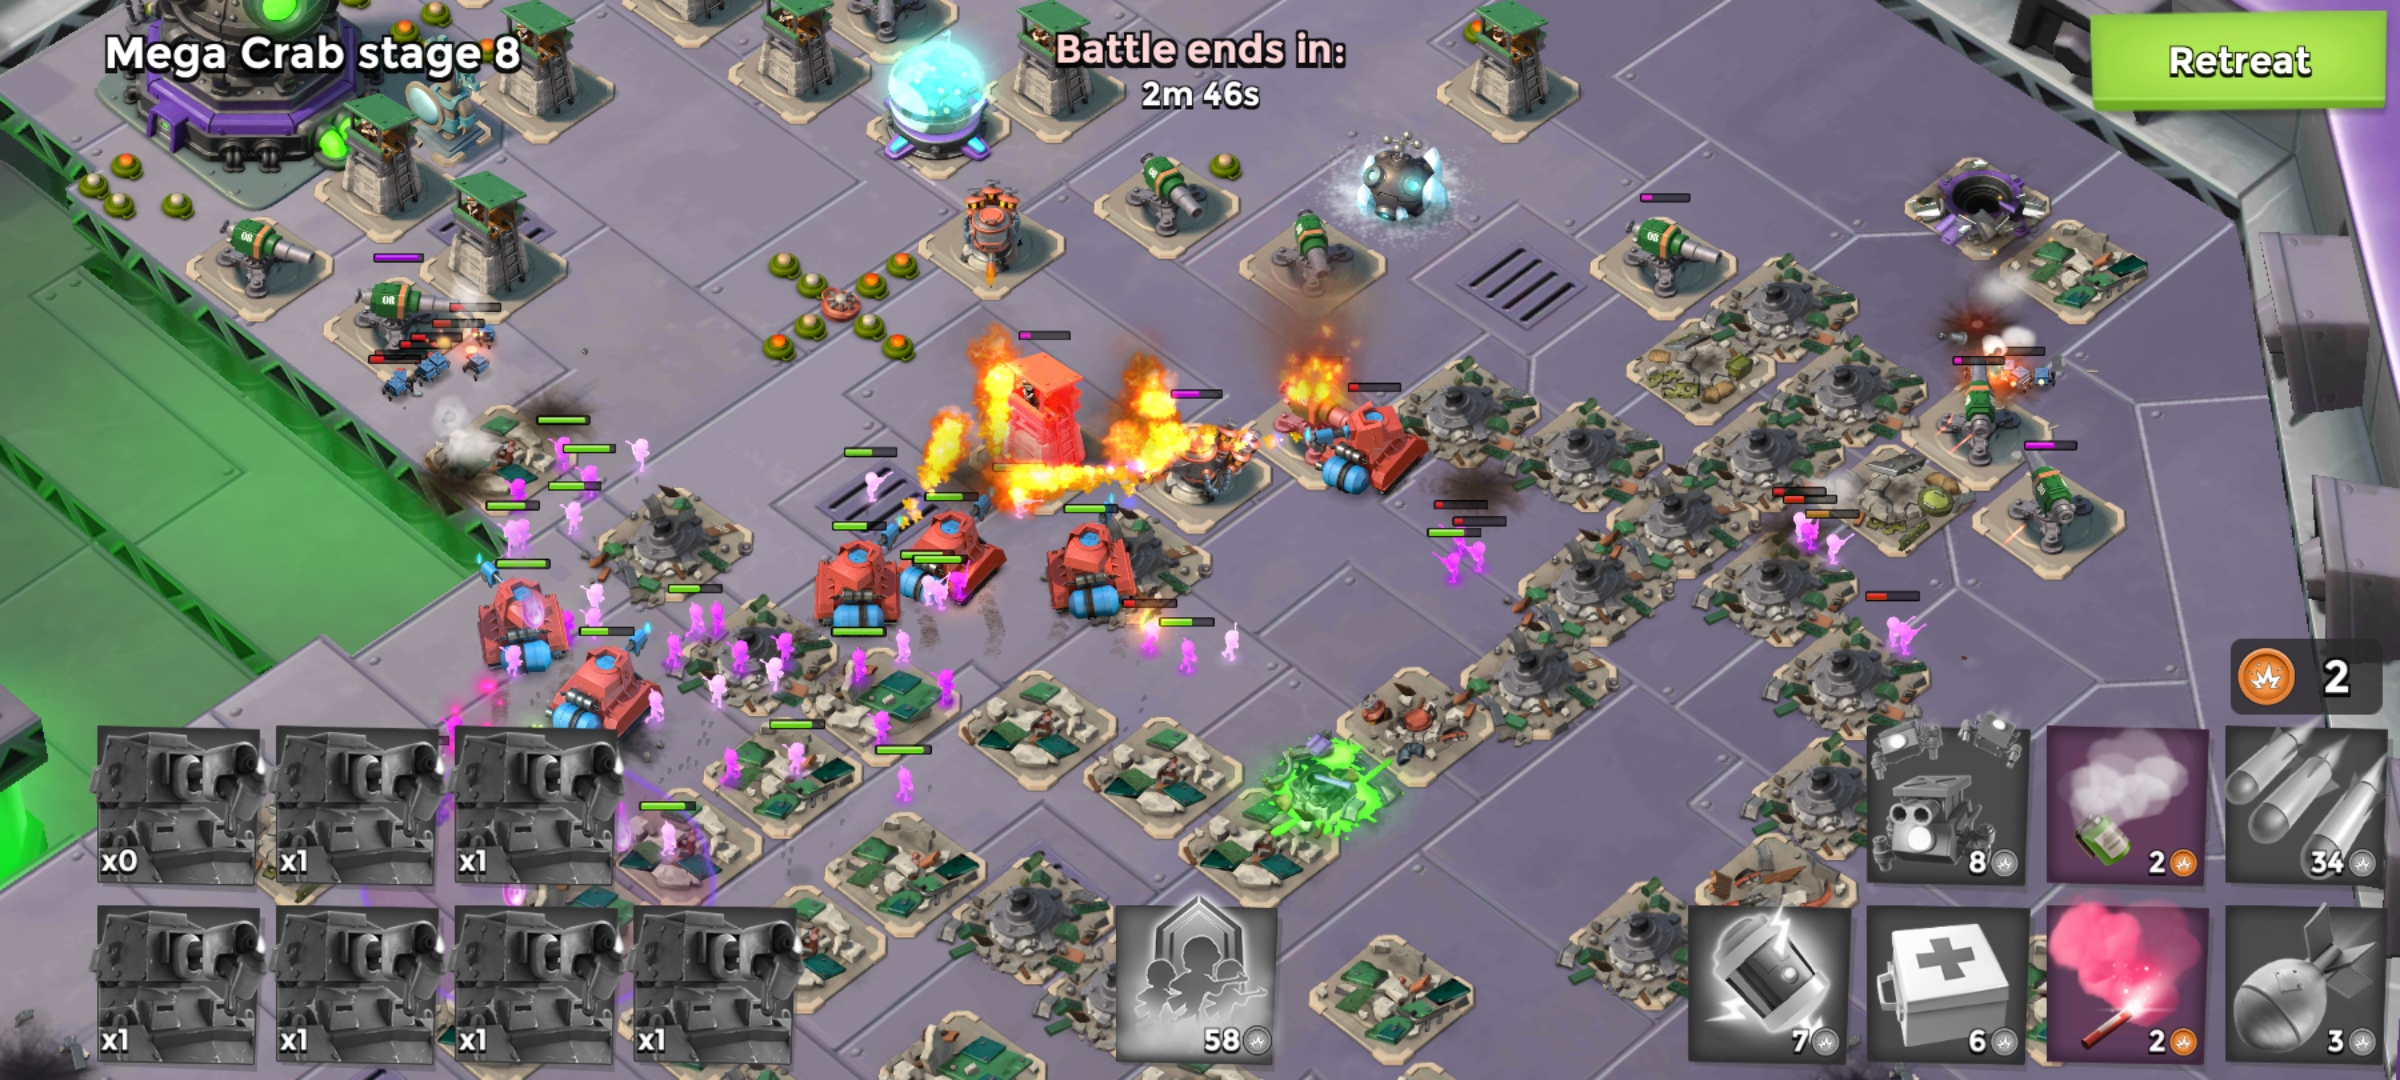 Mega Crab stage 8
Battle ends in:
2m 46s
Retreat
2
x0
x1
x1
8
2
34
x1
x1
x1
x1
58
7
6
2
3